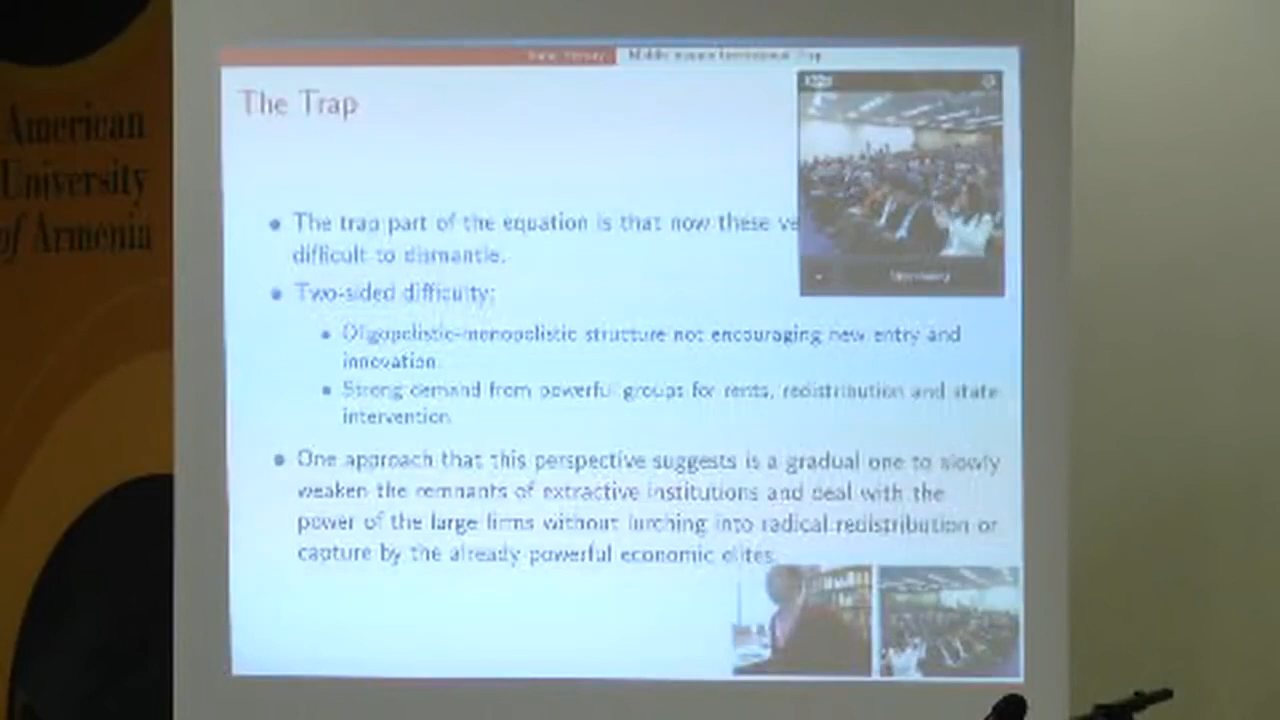 American
University
of Armenia
Middle
Trap
The Trap
The trap part of the equation is that now these ve
difficult to dismantle.
Two-sided difficulty:
Oligopolistic-monopolistic structure not encouraging new entry and
innovation.
Strong demand from powerful groups for rents, redistribution and state
intervention.
One approach that this perspective suggests is a gradual one to slowly
weaken the remnants of extractive institutions and deal with the
power of the large firms without lurching into radical redistribution or
capture by the already powerful economic elites.